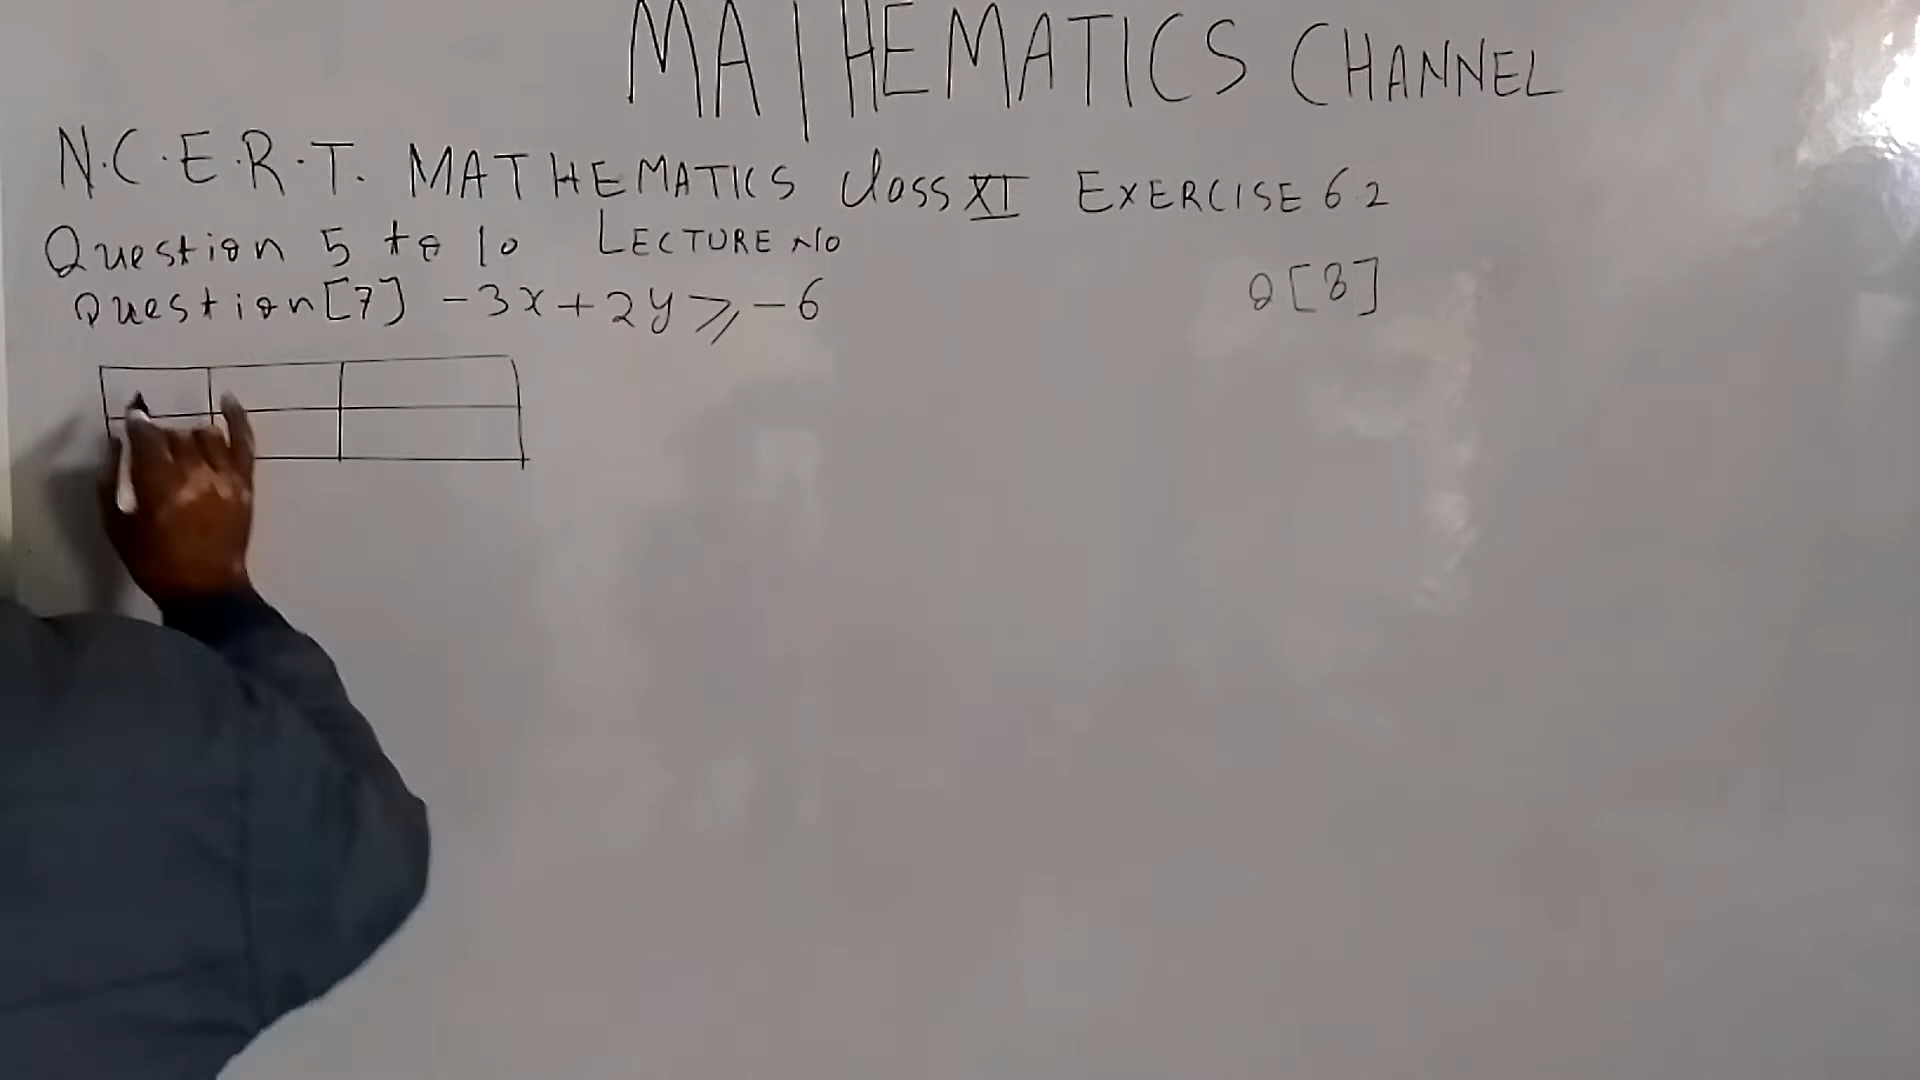 MATHEMATICS CHANNEL
N.C.E.R.T. MATHEMATICS Class XI EXERCISE 6.2
Question 5 to 10 LECTURE NO
Question [7] -3x+2y⩾-6
Q[8]